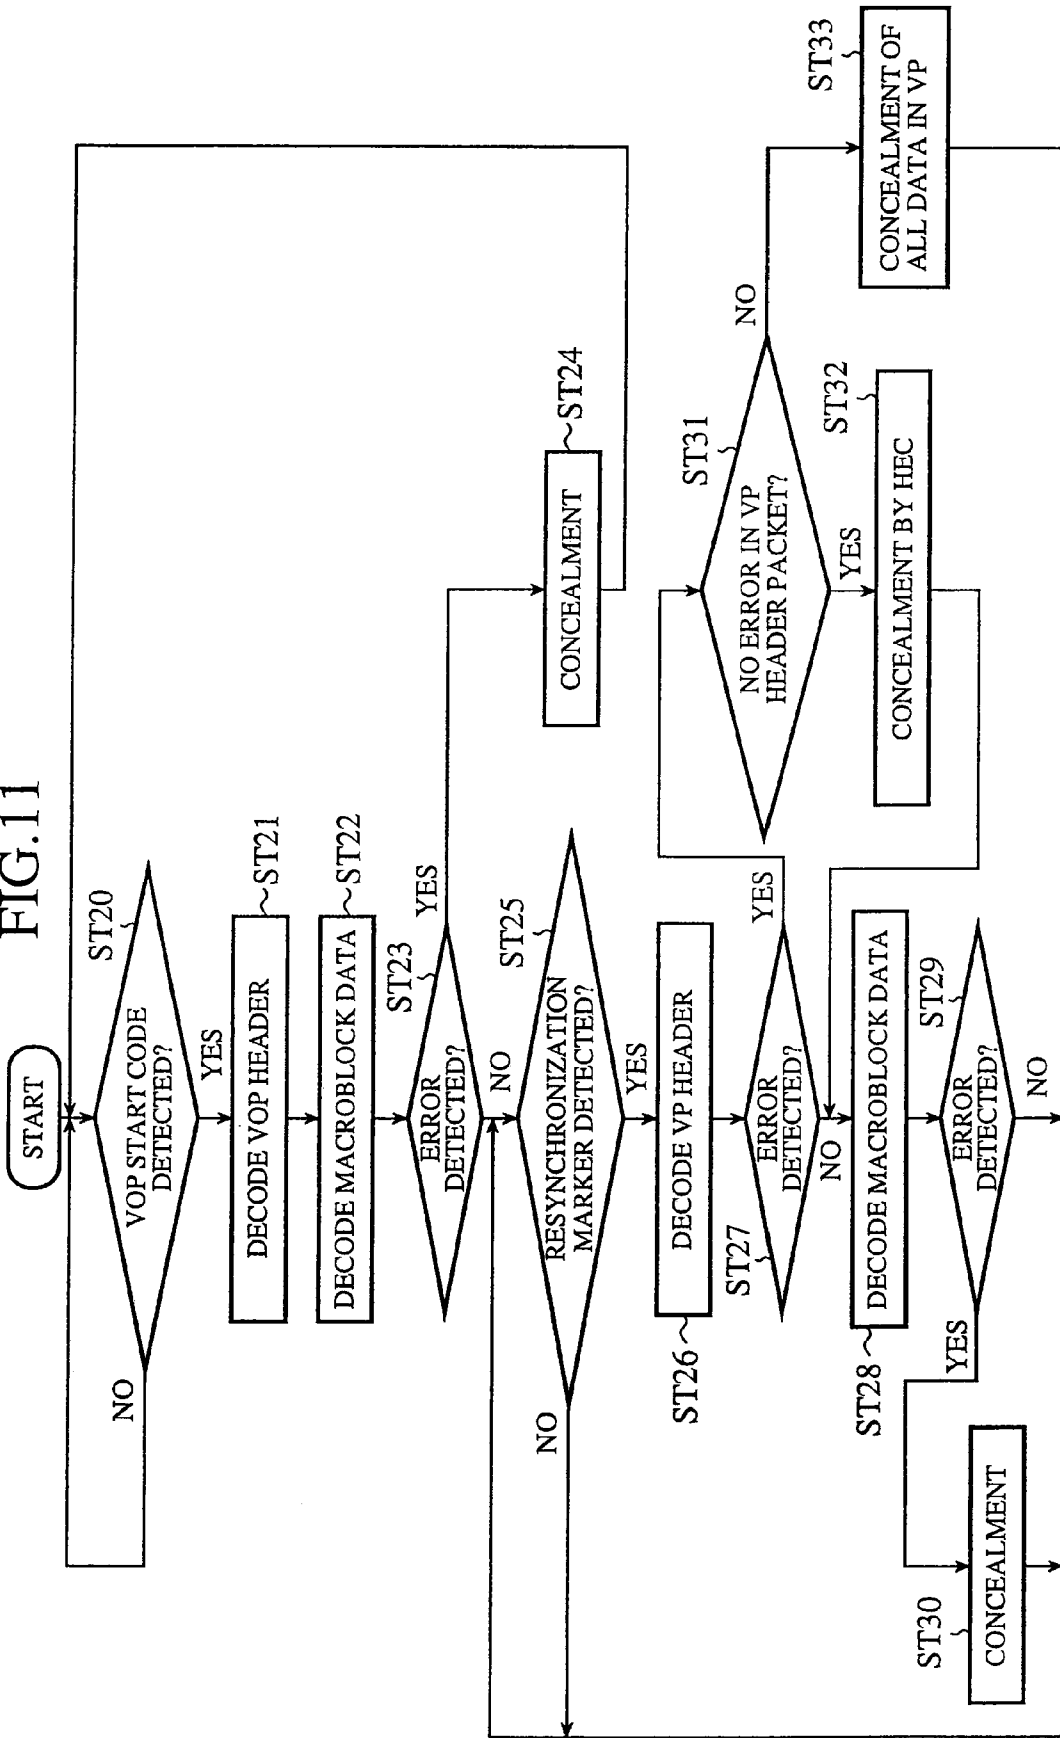 FIG.11
START
ST20
VOP START CODE
DETECTED?
NO
YES
DECODE VOP HEADER
ST21
DECODE MACROBLOCK DATA
ST22
ST23
ERROR
DETECTED?
YES
NO
CONCEALMENT
ST24
ST25
RESYNCHRONIZATION
MARKER DETECTED?
NO
YES
DECODE VP HEADER
ST26
ST27
ERROR
DETECTED?
YES
NO
ST31
NO ERROR IN VP
HEADER PACKET?
NO
YES
ST32
CONCEALMENT BY HEC
ST33
CONCEALMENT OF
ALL DATA IN VP
DECODE MACROBLOCK DATA
ST28
ST29
ERROR
DETECTED?
YES
NO
ST30
CONCEALMENT